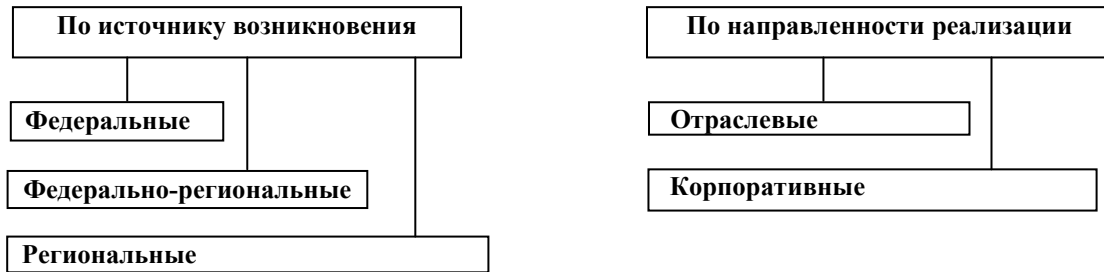 По источнику возникновения
Федеральные
Федерально-региональные
Региональные
По направленности реализации
Отраслевые
Корпоративные